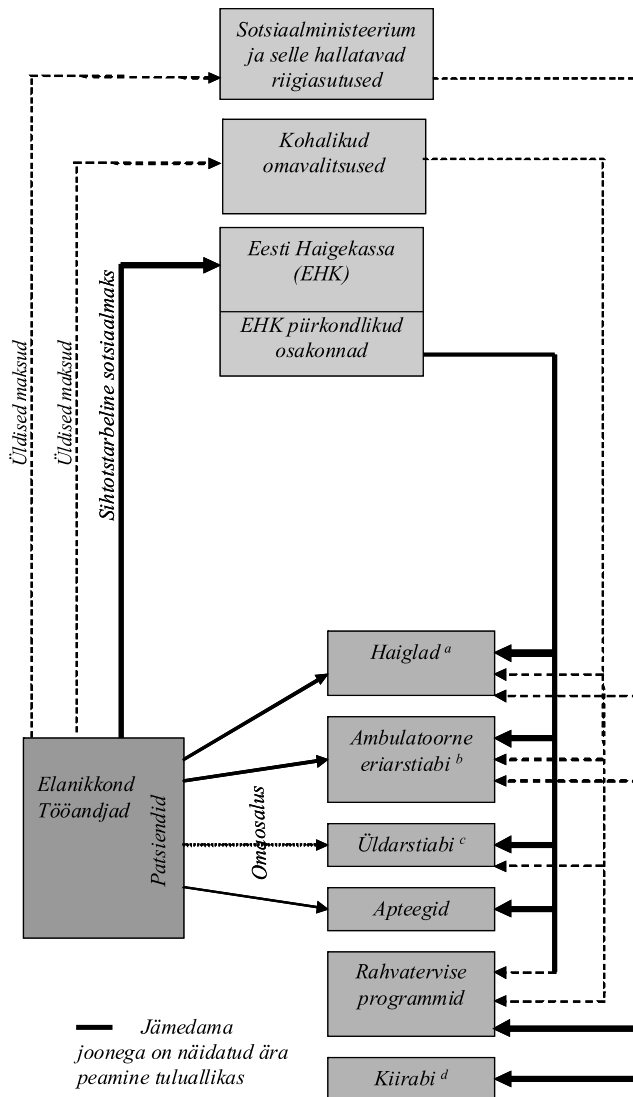 Sotsiaalministeerium
ja selle hallatavad
riigiasutused
Kohalikud
omavalitsused
Eesti Haigekassa
(EHK)
EHK piirkondlikud
osakonnad
Üldised maksud
Üldised maksud
Sihtotstarbeline sotsiaalmaks
Haiglad a
Ambulatoorne
eriarstiabi b
Elanikkond
Tööandjad
Patsiendid
Omaosalus
Üldarstiabi c
Apteegid
Rahvatervise
programmid
Jämedama
joonega on näidatud ära
peamine tuluallikas
Kiirabi d